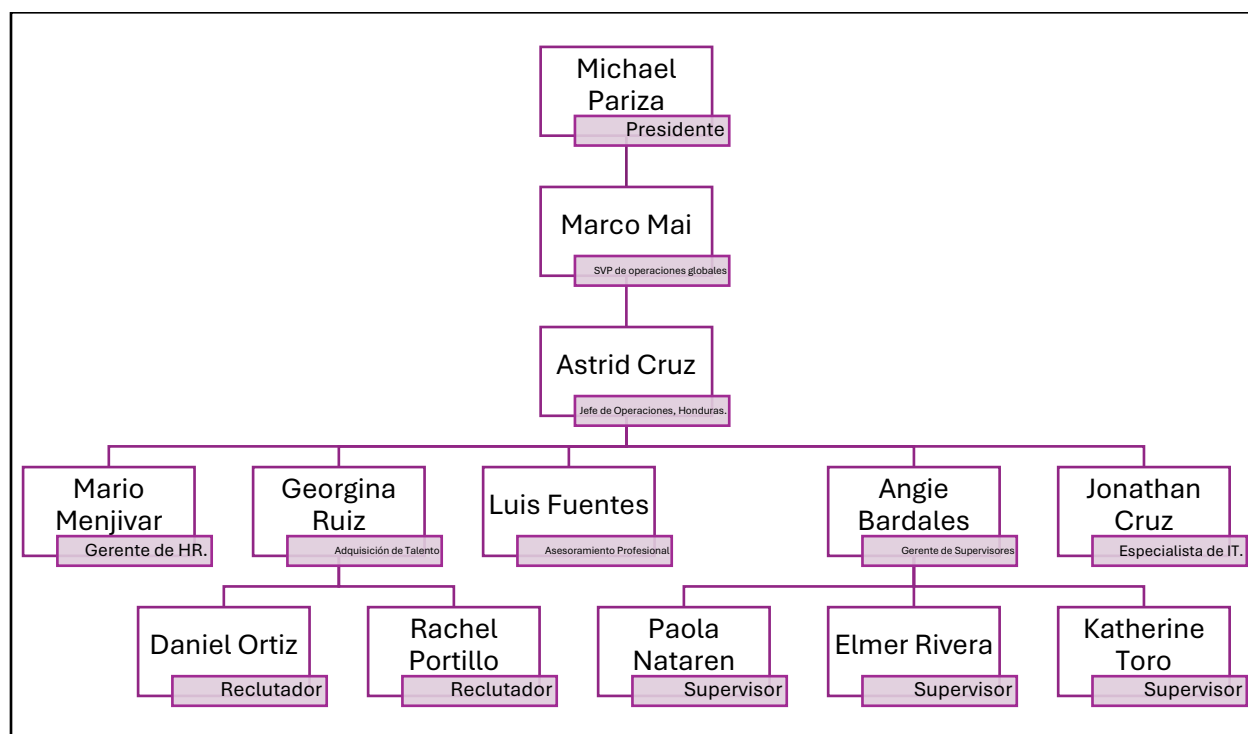 Michael
Pariza
Presidente
Marco Mai
SVP de operaciones globales
Astrid Cruz
Jefe de Operaciones, Honduras.
Mario
Menjivar
Gerente de HR.
Georgina
Ruiz
Adquisición de Talento
Luis Fuentes
Asesoramiento Profesional
Angie
Bardales
Gerente de Supervisores
Jonathan
Cruz
Especialista de IT.
Daniel Ortiz
Reclutador
Rachel
Portillo
Reclutador
Paola
Nataren
Supervisor
Elmer Rivera
Supervisor
Katherine
Toro
Supervisor